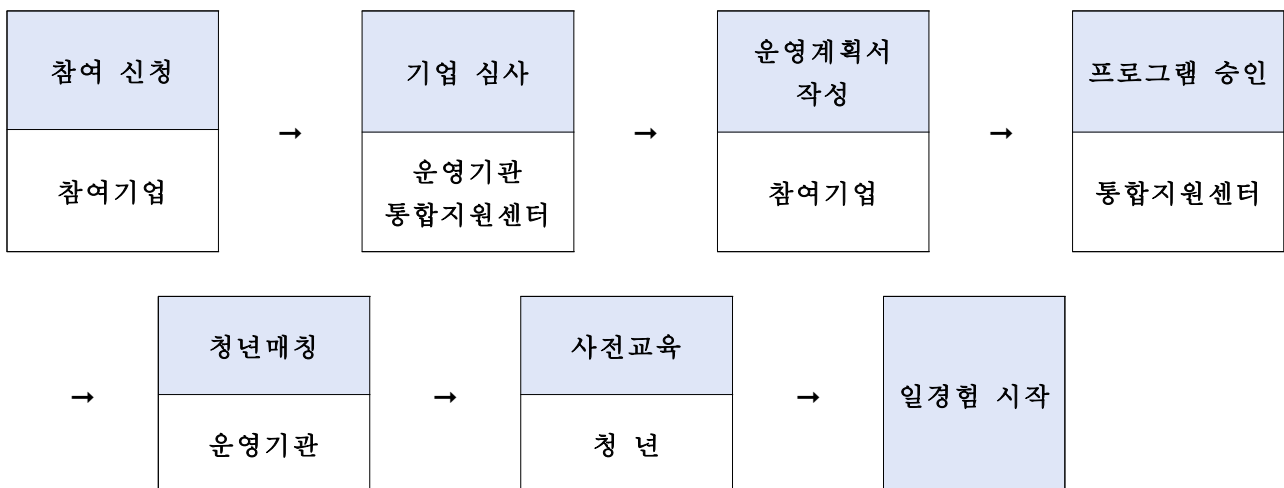 참여 신청
참여기업
→
기업 심사
운영기관
통합지원센터
→
운영계획서
작성
참여기업
→
프로그램 승인
통합지원센터
→
청년매칭
운영기관
→
사전교육
청 년
→
일경험 시작